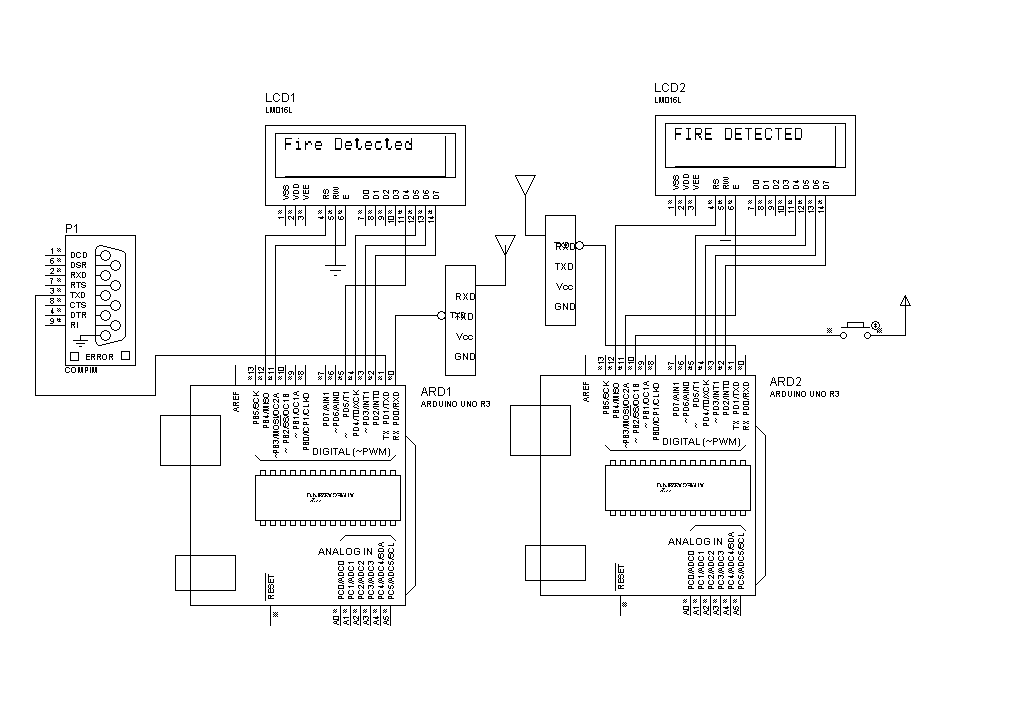 LCD1
LM016L
Fire Detected
VSS VDD VEE RS RW E D0 D1 D2 D3 D4 D5 D6 D7
1 2 3 4 5 6 7 8 9 10 11 12 13 14
LCD2
LM016L
FIRE DETECTED
VSS VDD VEE RS RW E D0 D1 D2 D3 D4 D5 D6 D7
1 2 3 4 5 6 7 8 9 10 11 12 13 14
P1
1 DCD
6 DSR
2 RXD
7 RTS
3 TXD
8 CTS
4 DTR
9 RI
ERROR
COMPIM
RXD
TXD
Vcc
GND
RXD
TXD
Vcc
GND
13 12 11 10 9 8 7 6 5 4 3 2 1 0
ARD1
ARDUINO UNO R3
AREF
PB5/SCK
PB4/MISO
~PB3/MOSI/OC2A
~PB2/SS/OC1B
~PB1/OC1A
PB0/ICP1/CLKO
PD7/AIN1
~PD6/AIN0
~PD5/T1
PD4/T0/XCK
~PD3/INT1
PD2/INT0
TX PD1/TXD
RX PD0/RXD
DIGITAL (~PWM)
ANALOG IN
RESET
PC0/ADC0
PC1/ADC1
PC2/ADC2
PC3/ADC3
PC4/ADC4/SDA
PC5/ADC5/SCL
A0 A1 A2 A3 A4 A5
13 12 11 10 9 8 7 6 5 4 3 2 1 0
ARD2
ARDUINO UNO R3
AREF
PB5/SCK
PB4/MISO
~PB3/MOSI/OC2A
~PB2/SS/OC1B
~PB1/OC1A
PB0/ICP1/CLKO
PD7/AIN1
~PD6/AIN0
~PD5/T1
PD4/T0/XCK
~PD3/INT1
PD2/INT0
TX PD1/TXD
RX PD0/RXD
DIGITAL (~PWM)
ANALOG IN
RESET
PC0/ADC0
PC1/ADC1
PC2/ADC2
PC3/ADC3
PC4/ADC4/SDA
PC5/ADC5/SCL
A0 A1 A2 A3 A4 A5